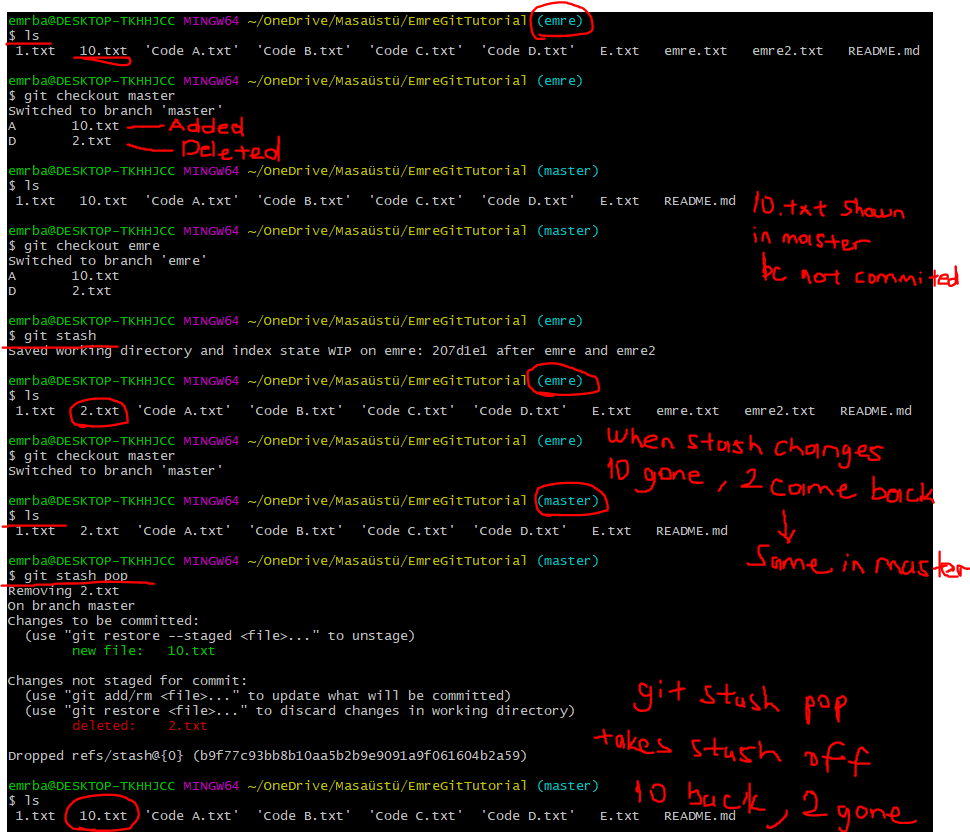 emrba@DESKTOP-TKHHJCC MINGW64 ~/OneDrive/Masaüstü/EmreGitTutorial (emre)
$ ls
1.txt 10.txt 'Code A.txt' 'Code B.txt' 'Code C.txt' 'Code D.txt' E.txt emre.txt emre2.txt README.md
emrba@DESKTOP-TKHHJCC MINGW64 ~/OneDrive/Masaüstü/EmreGitTutorial (emre)
$ git checkout master
Switched to branch 'master'
A 10.txt Added
D 2.txt Deleted
emrba@DESKTOP-TKHHJCC MINGW64 ~/OneDrive/Masaüstü/EmreGitTutorial (master)
$ ls
1.txt 10.txt 'Code A.txt' 'Code B.txt' 'Code C.txt' 'Code D.txt' E.txt README.md
10.txt shown
in master
bc not commited
emrba@DESKTOP-TKHHJCC MINGW64 ~/OneDrive/Masaüstü/EmreGitTutorial (master)
$ git checkout emre
Switched to branch 'emre'
A 10.txt
D 2.txt
emrba@DESKTOP-TKHHJCC MINGW64 ~/OneDrive/Masaüstü/EmreGitTutorial (emre)
$ git stash
Saved working directory and index state WIP on emre: 207d1e1 after emre and emre2
emrba@DESKTOP-TKHHJCC MINGW64 ~/OneDrive/Masaüstü/EmreGitTutorial (emre)
$ ls
1.txt 2.txt 'Code A.txt' 'Code B.txt' 'Code C.txt' 'Code D.txt' E.txt emre.txt emre2.txt README.md
emrba@DESKTOP-TKHHJCC MINGW64 ~/OneDrive/Masaüstü/EmreGitTutorial (emre)
$ git checkout master
Switched to branch 'master'
When stash changes
10 gone, 2 came back
Same in master
emrba@DESKTOP-TKHHJCC MINGW64 ~/OneDrive/Masaüstü/EmreGitTutorial (master)
$ ls
1.txt 2.txt 'Code A.txt' 'Code B.txt' 'Code C.txt' 'Code D.txt' E.txt README.md
emrba@DESKTOP-TKHHJCC MINGW64 ~/OneDrive/Masaüstü/EmreGitTutorial (master)
$ git stash pop
Removing 2.txt
On branch master
Changes to be committed:
(use "git restore --staged <file>..." to unstage)
new file: 10.txt
Changes not staged for commit:
(use "git add/rm <file>..." to update what will be committed)
(use "git restore <file>..." to discard changes in working directory)
deleted: 2.txt
Dropped refs/stash@{0} (b9f77c93bb8b10aa5b2b9e9091a9f061604b2a59)
git stash pop
takes stash off
10 back, 2 gone
emrba@DESKTOP-TKHHJCC MINGW64 ~/OneDrive/Masaüstü/EmreGitTutorial (master)
$ ls
1.txt 10.txt 'Code A.txt' 'Code B.txt' 'Code C.txt' 'Code D.txt' E.txt README.md